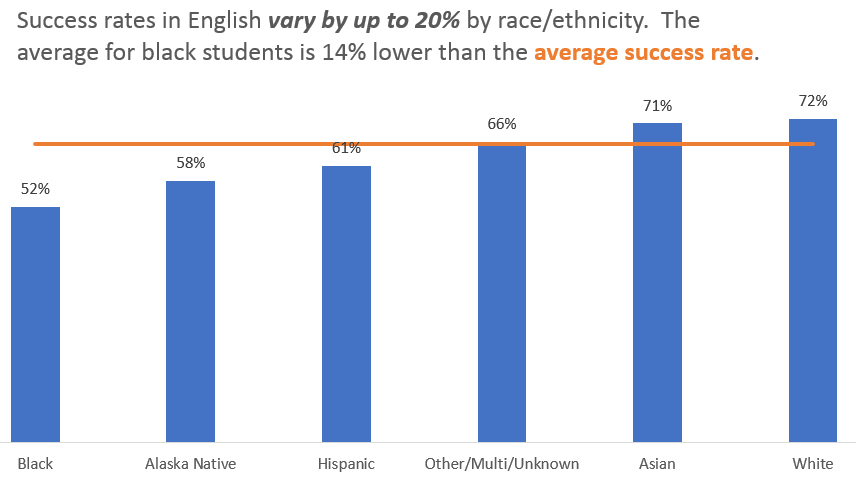 Success rates in English vary by up to 20% by race/ethnicity. The
average for black students is 14% lower than the average success rate.
52%
58%
61%
66%
71%
72%
Black
Alaska Native
Hispanic
Other/Multi/Unknown
Asian
White